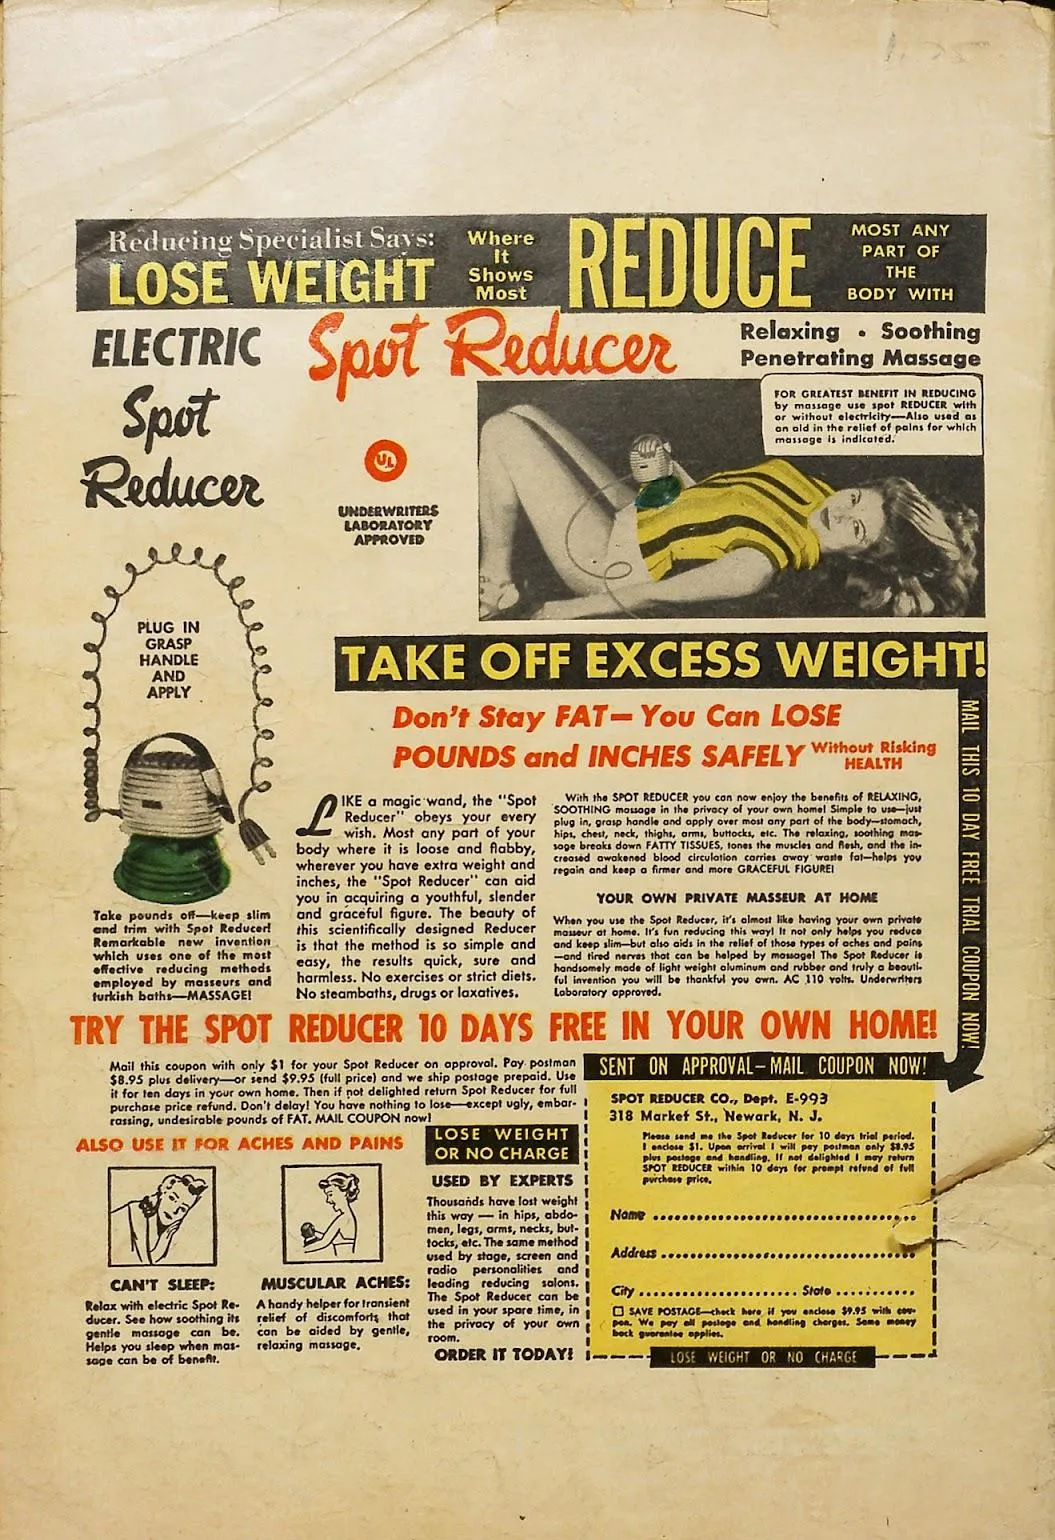 Reducing Specialist Says:
LOSE WEIGHT
Where
It
Shows
Most
REDUCE
MOST ANY
PART OF
THE
BODY WITH
ELECTRIC
Spot
Reducer
Spot Reducer
Relaxing • Soothing
Penetrating Massage
UL
UNDERWRITERS
LABORATORY
APPROVED
FOR GREATEST BENEFIT IN REDUCING
by massage use spot REDUCER with
or without electricity—Also used as
an aid in the relief of pains for which
massage is indicated.
PLUG IN
GRASP
HANDLE
AND
APPLY
TAKE OFF EXCESS WEIGHT!
Don't Stay FAT—You Can LOSE
POUNDS and INCHES SAFELY Without Risking
HEALTH
MAIL THIS 10 DAY FREE TRIAL COUPON NOW!
Take pounds off—keep slim
and trim with Spot Reducer!
Remarkable new invention
which uses one of the most
effective reducing methods
employed by masseurs and
turkish baths—MASSAGE!
LIKE a magic wand, the "Spot
Reducer" obeys your every
wish. Most any part of your
body where it is loose and flabby,
wherever you have extra weight and
inches, the "Spot Reducer" can aid
you in acquiring a youthful, slender
and graceful figure. The beauty of
this scientifically designed Reducer
is that the method is so simple and
easy, the results quick, sure and
harmless. No exercises or strict diets.
No steambaths, drugs or laxatives.
With the SPOT REDUCER you can now enjoy the benefits of RELAXING,
SOOTHING massage in the privacy of your own home! Simple to use—just
plug in, grasp handle and apply over most any part of the body—stomach,
hips, chest, neck, thighs, arms, buttocks, etc. The relaxing, soothing mas-
sage breaks down FATTY TISSUES, tones the muscles and flesh, and the in-
creased awakened blood circulation carries away waste fat—helps you
regain and keep a firmer and more GRACEFUL FIGURE!
YOUR OWN PRIVATE MASSEUR AT HOME
When you use the Spot Reducer, it's almost like having your own private
masseur at home. It's fun reducing this way! It not only helps you reduce
and keep slim—but also aids in the relief of those types of aches and pains
—and tired nerves that can be helped by massage! The Spot Reducer is
handsomely made of light weight aluminum and rubber and truly a beauti-
ful invention you will be thankful you own. AC 110 volts. Underwriters
Laboratory approved.
TRY THE SPOT REDUCER 10 DAYS FREE IN YOUR OWN HOME!
Mail this coupon with only $1 for your Spot Reducer on approval. Pay postman
$8.95 plus delivery—or send $9.95 (full price) and we ship postage prepaid. Use
it for ten days in your own home. Then if not delighted return Spot Reducer for full
purchase price refund. Don't delay! You have nothing to lose—except ugly, embar-
rassing, undesirable pounds of FAT. MAIL COUPON now!
ALSO USE IT FOR ACHES AND PAINS
CAN'T SLEEP:
Relax with electric Spot Re-
ducer. See how soothing its
gentle massage can be.
Helps you sleep when mas-
sage can be of benefit.
MUSCULAR ACHES:
A handy helper for transient
relief of discomforts that
can be aided by gentle,
relaxing massage.
LOSE WEIGHT
OR NO CHARGE
USED BY EXPERTS
Thousands have lost weight
this way — in hips, abdo-
men, legs, arms, necks, but-
tocks, etc. The same method
used by stage, screen and
radio personalities and
leading reducing salons.
The Spot Reducer can be
used in your spare time, in
the privacy of your own
room.
ORDER IT TODAY!
SENT ON APPROVAL—MAIL COUPON NOW!
SPOT REDUCER CO., Dept. E-993
318 Market St., Newark, N. J.
Please send me the Spot Reducer for 10 days trial period.
I enclose $1. Upon arrival I will pay postman only $8.95
plus postage and handling. If not delighted I may return
SPOT REDUCER within 10 days for prompt refund of full
purchase price.
Name
Address
City State
☐ SAVE POSTAGE—check here if you enclose $9.95 with cou-
pon. We pay all postage and handling charges. Same money
back guarantee applies.
LOSE WEIGHT OR NO CHARGE